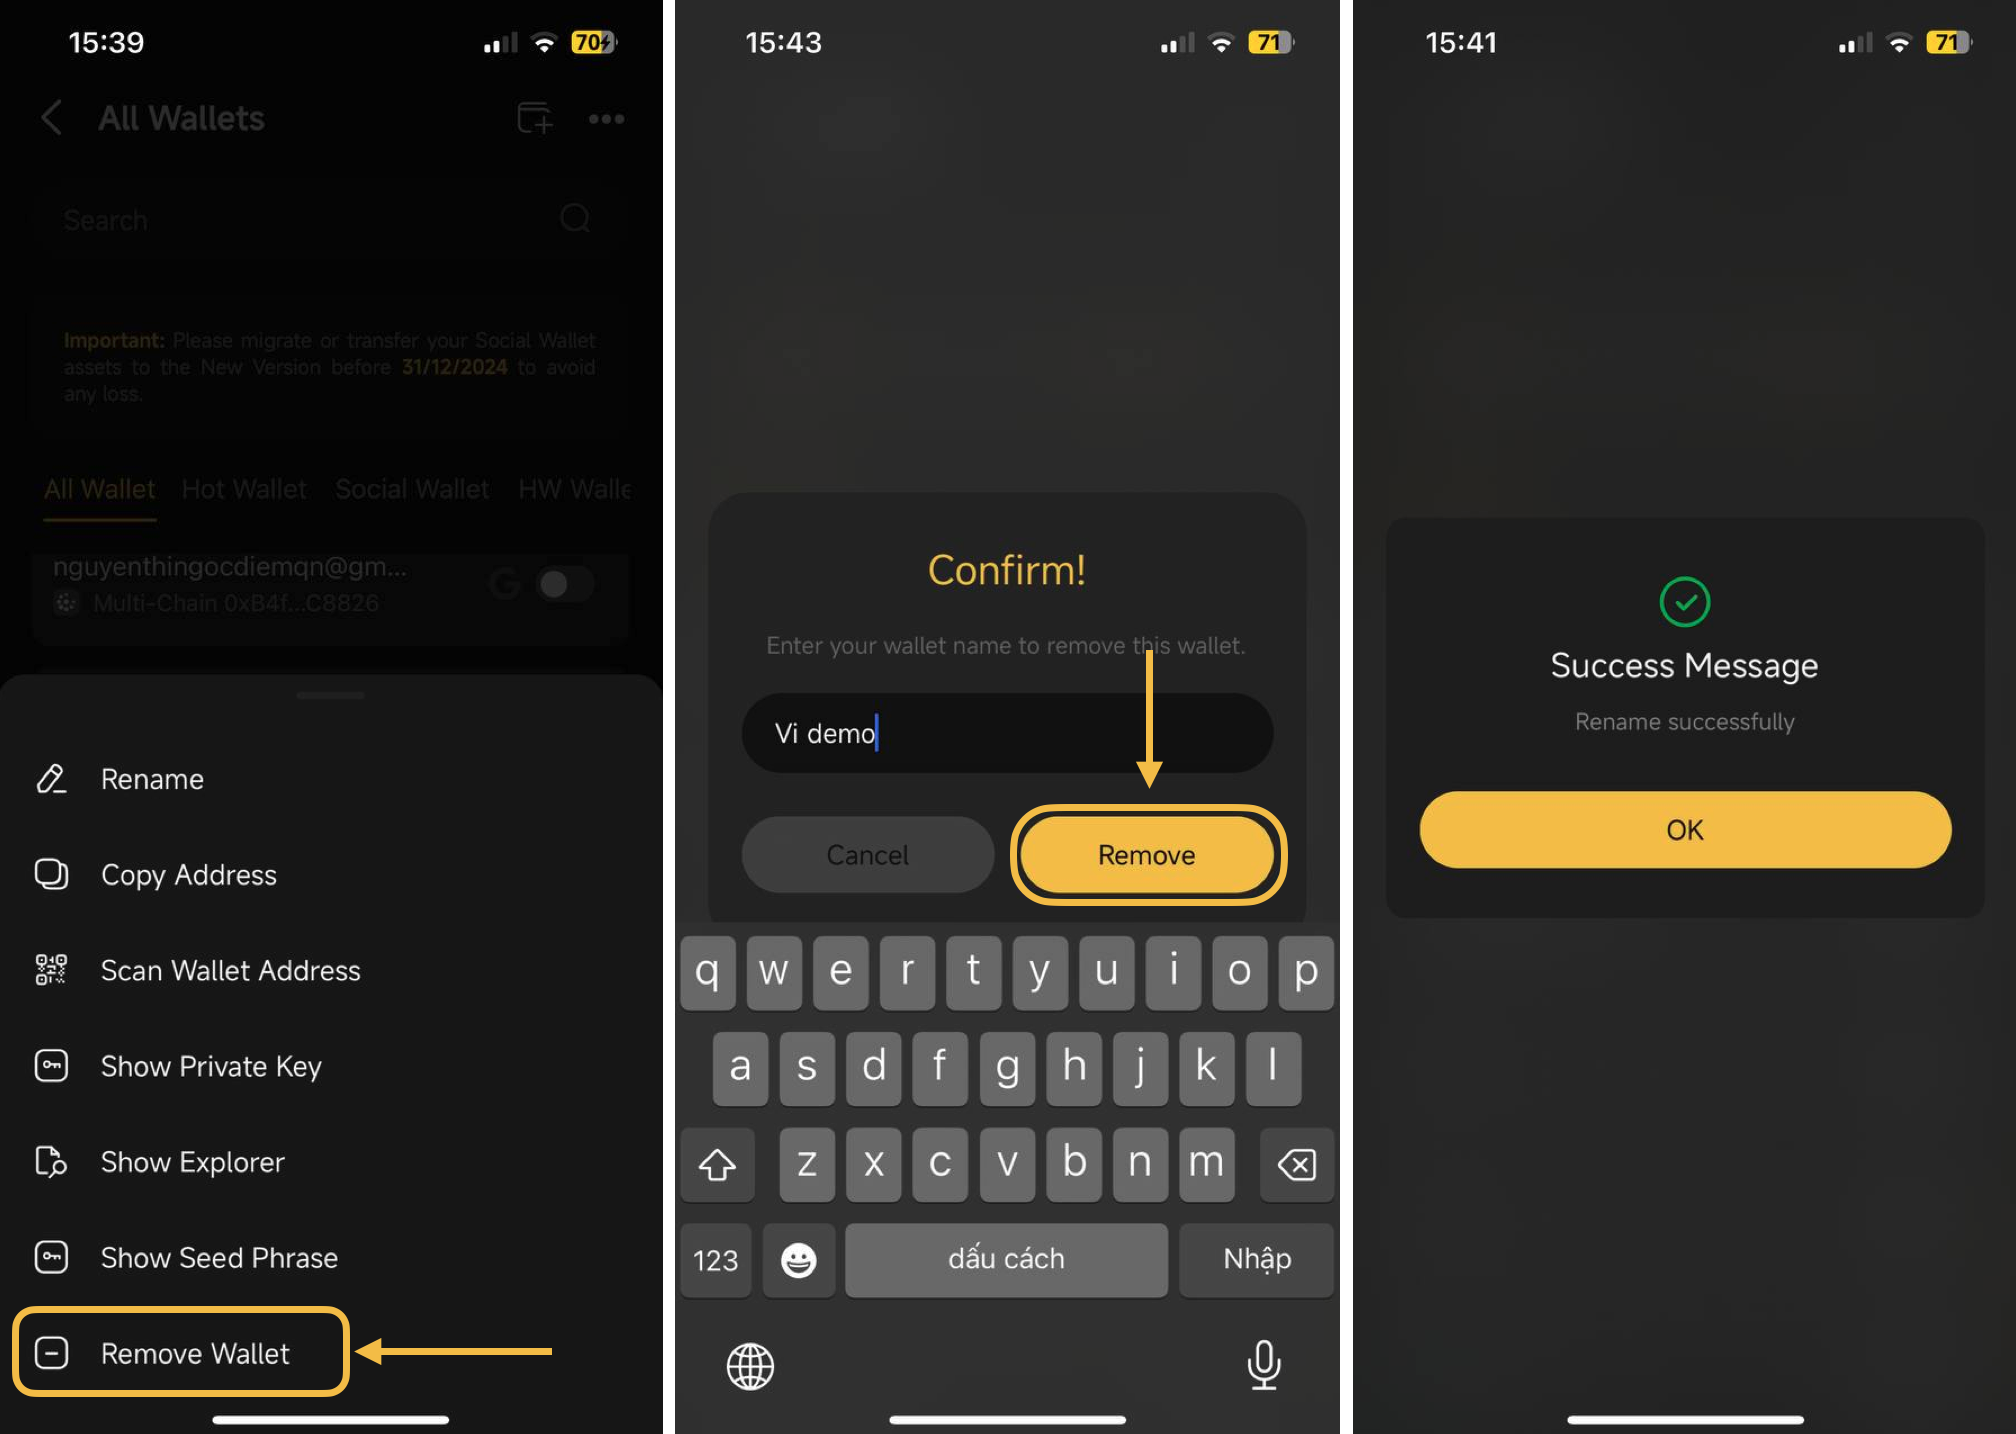 15:39
70
All Wallets
Search
Important: Please migrate or transfer your Social Wallet
assets to the New Version before 31/12/2024 to avoid
any loss.
All Wallet Hot Wallet Social Wallet HW Walle
nguyenthingocdiemqn@gm...
Multi-Chain 0xB4f...C8826
Rename
Copy Address
Scan Wallet Address
Show Private Key
Show Explorer
Show Seed Phrase
Remove Wallet
15:43
71
Confirm!
Enter your wallet name to remove this wallet.
Vi demo
Cancel Remove
q w e r t y u i o p
a s d f g h j k l
z x c v b n m
123 dấu cách Nhập
15:41
71
Success Message
Rename successfully
OK